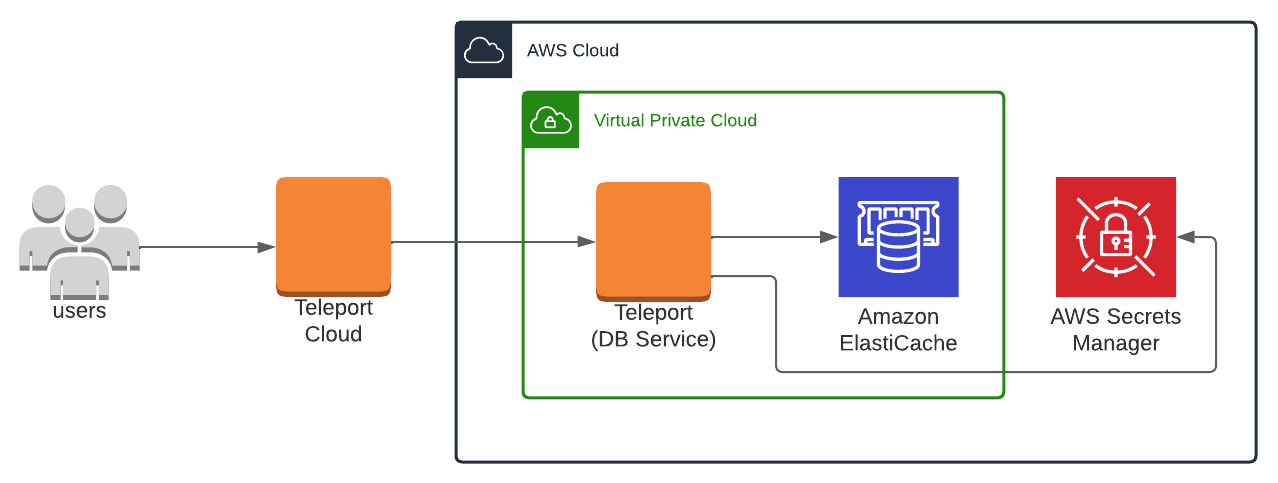 AWS Cloud
Virtual Private Cloud
users
Teleport
Cloud
Teleport
(DB Service)
Amazon
ElastiCache
AWS Secrets
Manager